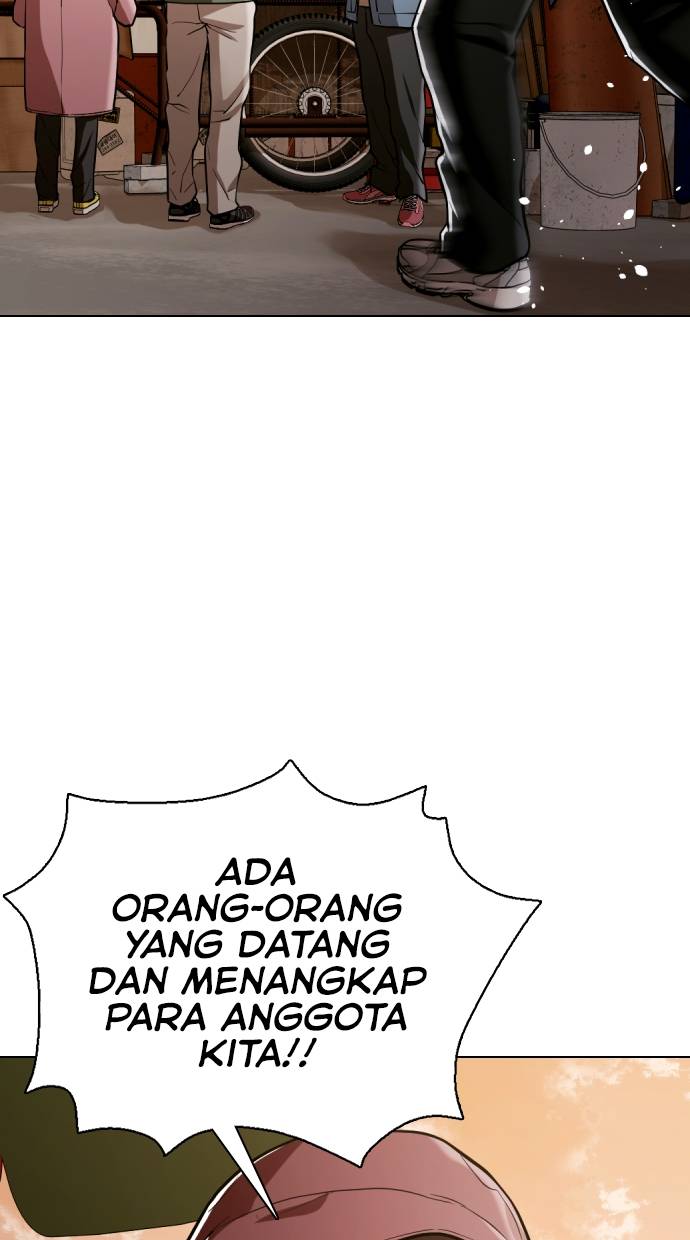 ADA
ORANG-ORANG
YANG DATANG
DAN MENANGKAP
PARA ANGGOTA
KITA!!